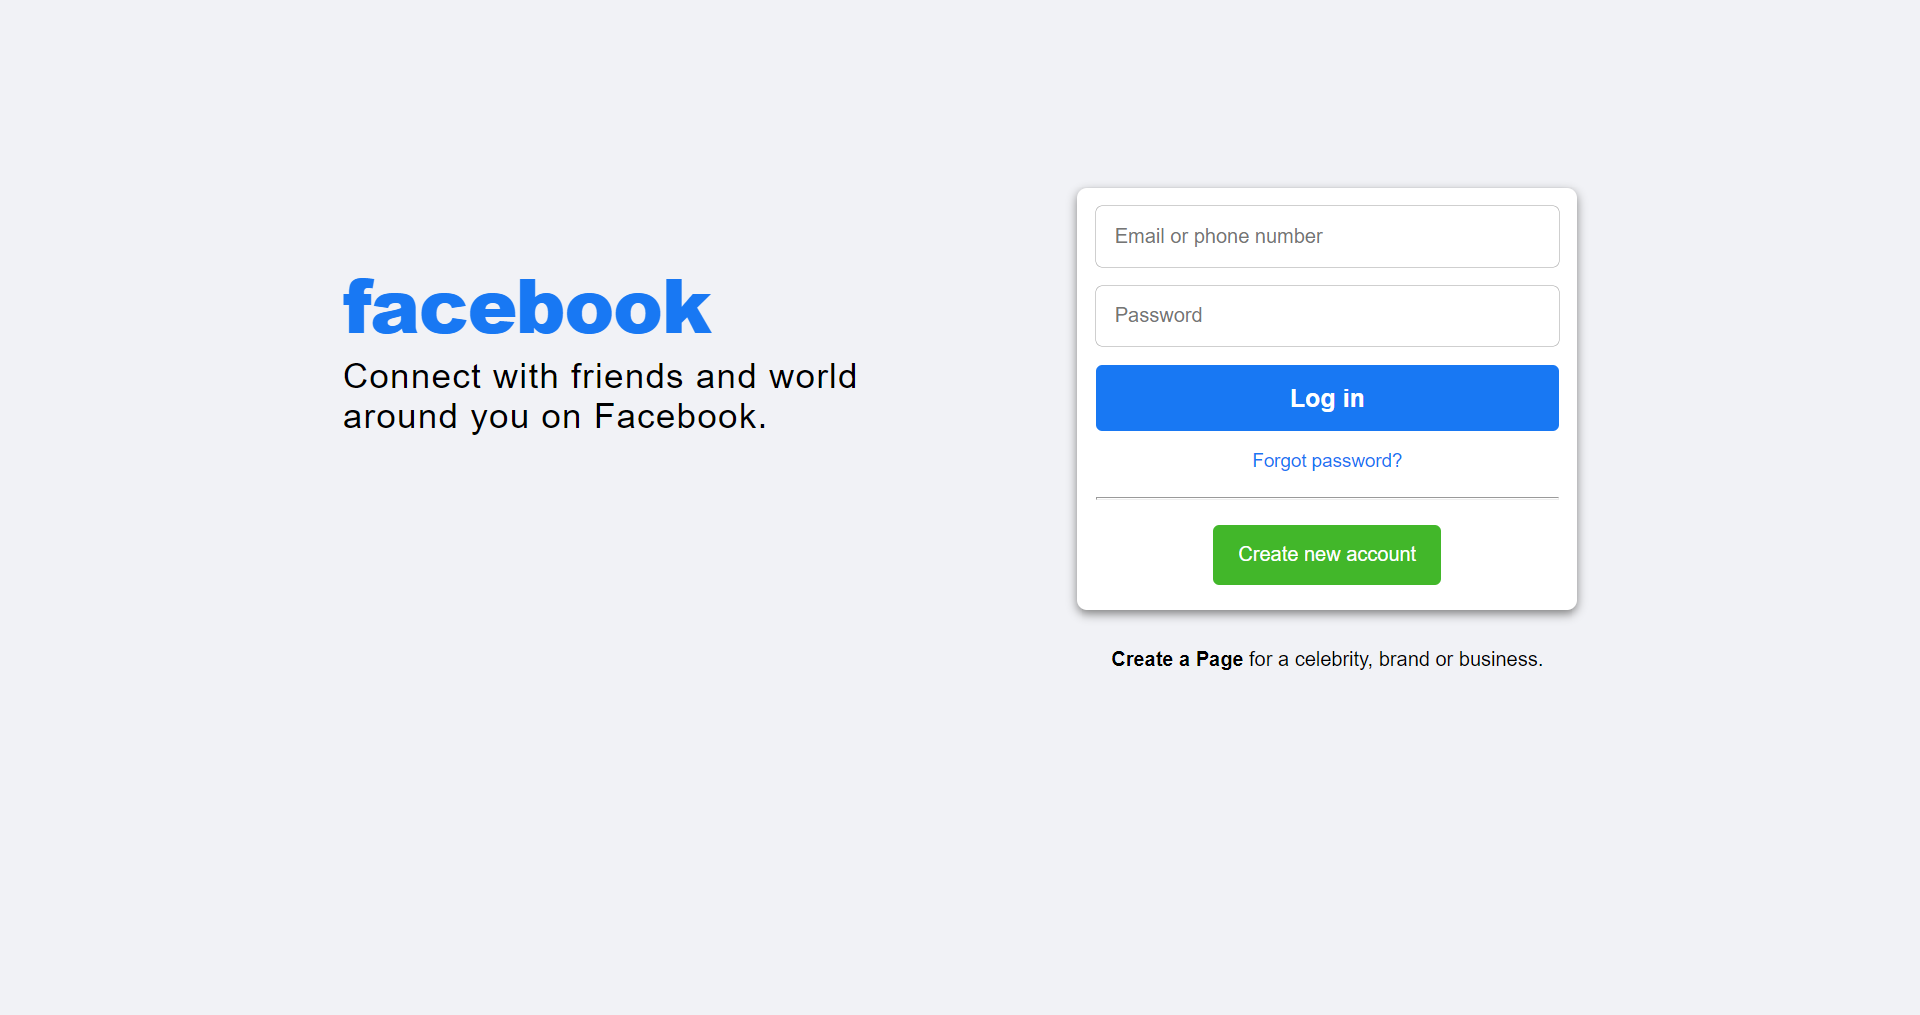 facebook
Connect with friends and world
around you on Facebook.
Email or phone number
Password
Log in
Forgot password?
Create new account
Create a Page for a celebrity, brand or business.